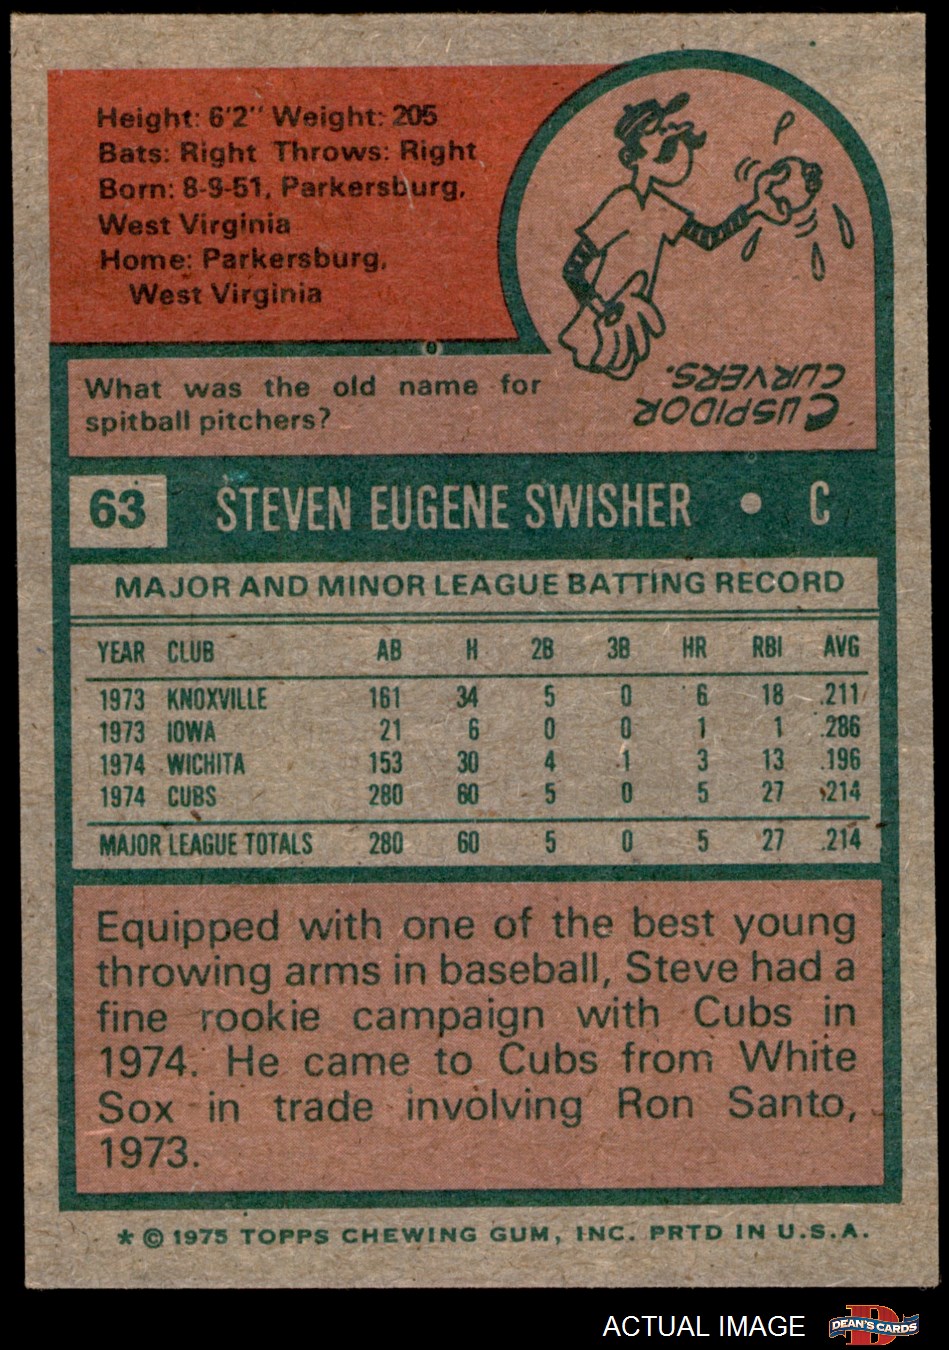 Height: 6'2" Weight: 205
Bats: Right Throws: Right
Born: 8-9-51, Parkersburg,
West Virginia
Home: Parkersburg,
West Virginia
What was the old name for
spitball pitchers?
CUSPIDOR
CURVERS.
63 STEVEN EUGENE SWISHER • C
MAJOR AND MINOR LEAGUE BATTING RECORD
YEAR CLUB AB H 2B 3B HR RBI AVG
1973 KNOXVILLE 161 34 5 0 6 18 .211
1973 IOWA 21 6 0 0 1 1 .286
1974 WICHITA 153 30 4 1 3 13 .196
1974 CUBS 280 60 5 0 5 27 .214
MAJOR LEAGUE TOTALS 280 60 5 0 5 27 .214
Equipped with one of the best young
throwing arms in baseball, Steve had a
fine rookie campaign with Cubs in
1974. He came to Cubs from White
Sox in trade involving Ron Santo,
1973.
* © 1975 TOPPS CHEWING GUM, INC. PRTD IN U.S.A.
ACTUAL IMAGE
DEAN'S CARDS